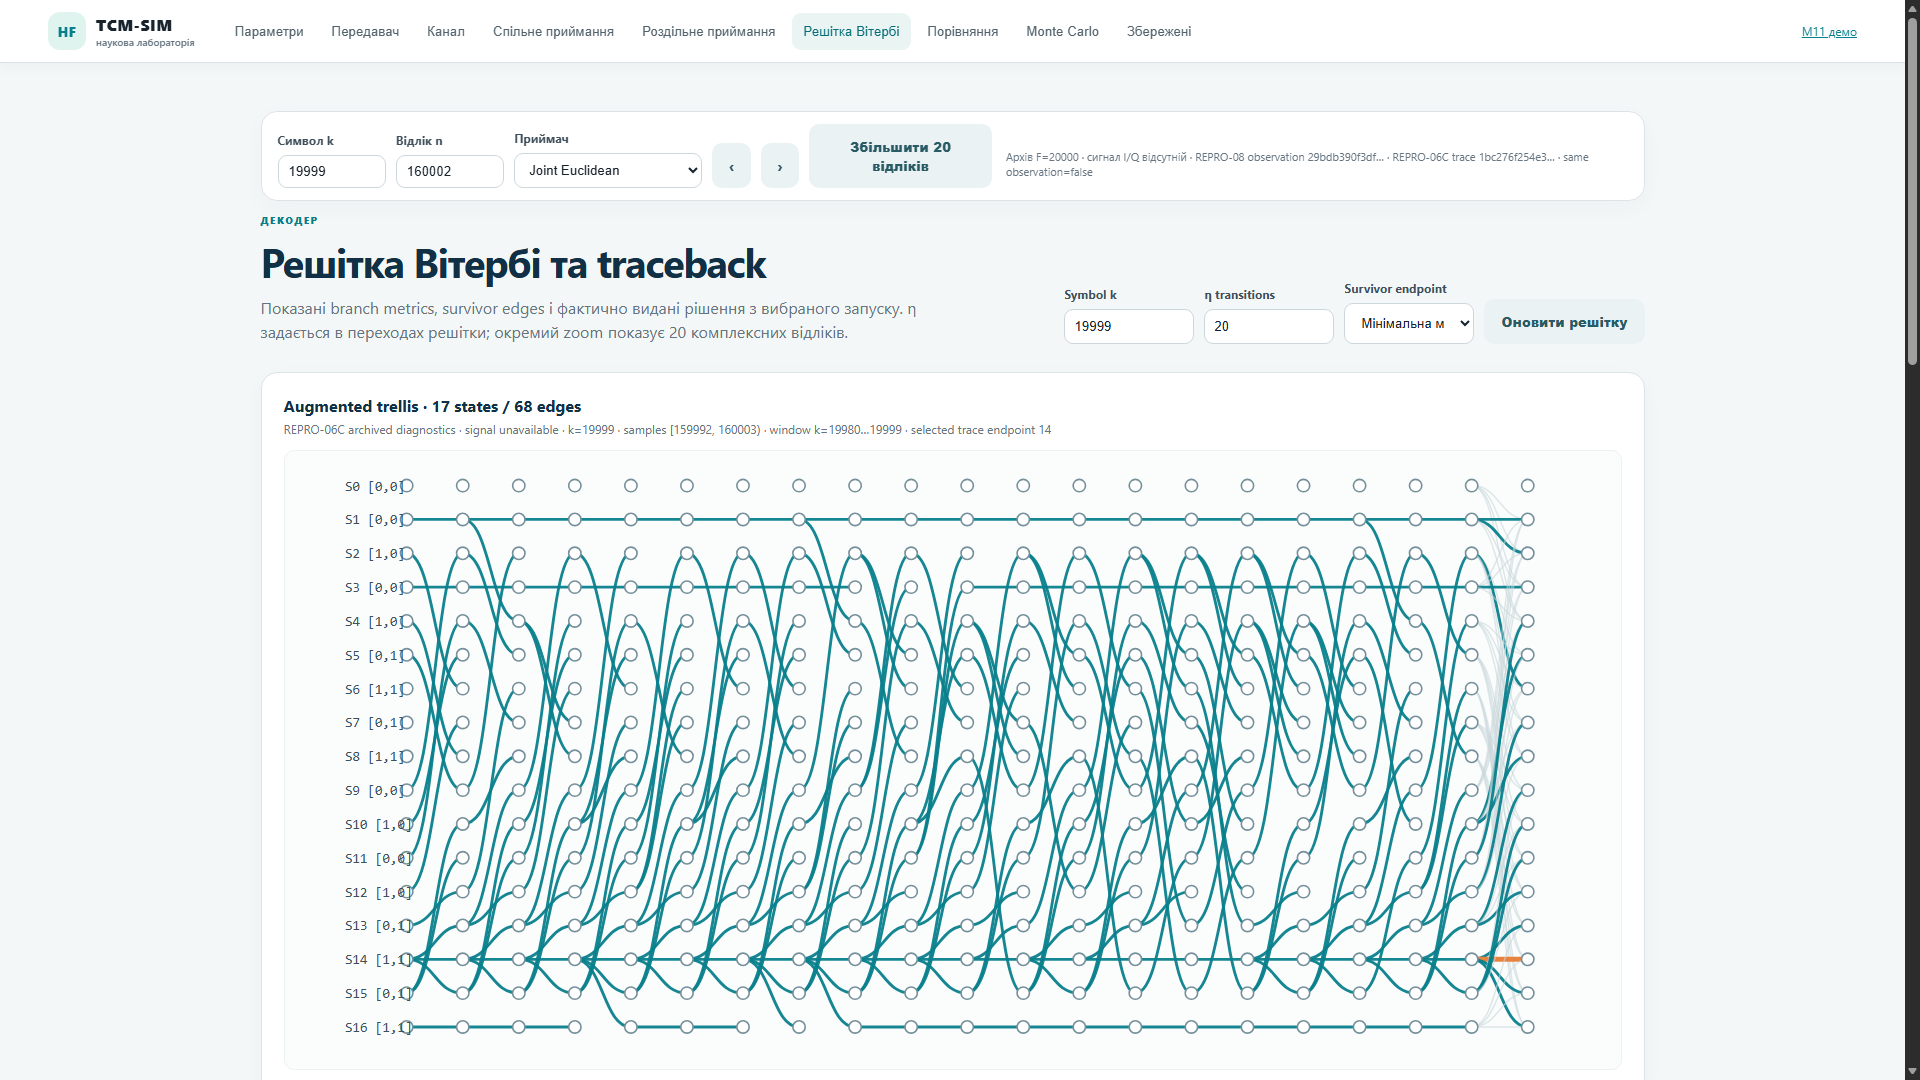 HF
TCM-SIM
наукова лабораторія
Параметри
Передавач
Канал
Спільне приймання
Роздільне приймання
Решітка Вітербі
Порівняння
Monte Carlo
Збережені
M11 демо
Символ k
Відлік n
Приймач
19999
160002
Joint Euclidean
‹
›
Збільшити 20
відліків
Архів F=20000 · сигнал I/Q відсутній · REPRO-08 observation 29bdb390f3df... · REPRO-06C trace 1bc276f254e3... · same
observation=false
ДЕКОДЕР
Решітка Вітербі та traceback
Показані branch metrics, survivor edges і фактично видані рішення з вибраного запуску. η
задається в переходах решітки; окремий zoom показує 20 комплексних відліків.
Symbol k
η transitions
Survivor endpoint
19999
20
Мінімальна м
Оновити решітку
Augmented trellis · 17 states / 68 edges
REPRO-06C archived diagnostics · signal unavailable · k=19999 · samples [159992, 160003) · window k=19980...19999 · selected trace endpoint 14
S0 [0,0]
S1 [0,0]
S2 [1,0]
S3 [0,0]
S4 [1,0]
S5 [0,1]
S6 [1,1]
S7 [0,1]
S8 [1,1]
S9 [0,0]
S10 [1,0]
S11 [0,0]
S12 [1,0]
S13 [0,1]
S14 [1,1]
S15 [0,1]
S16 [1,1]